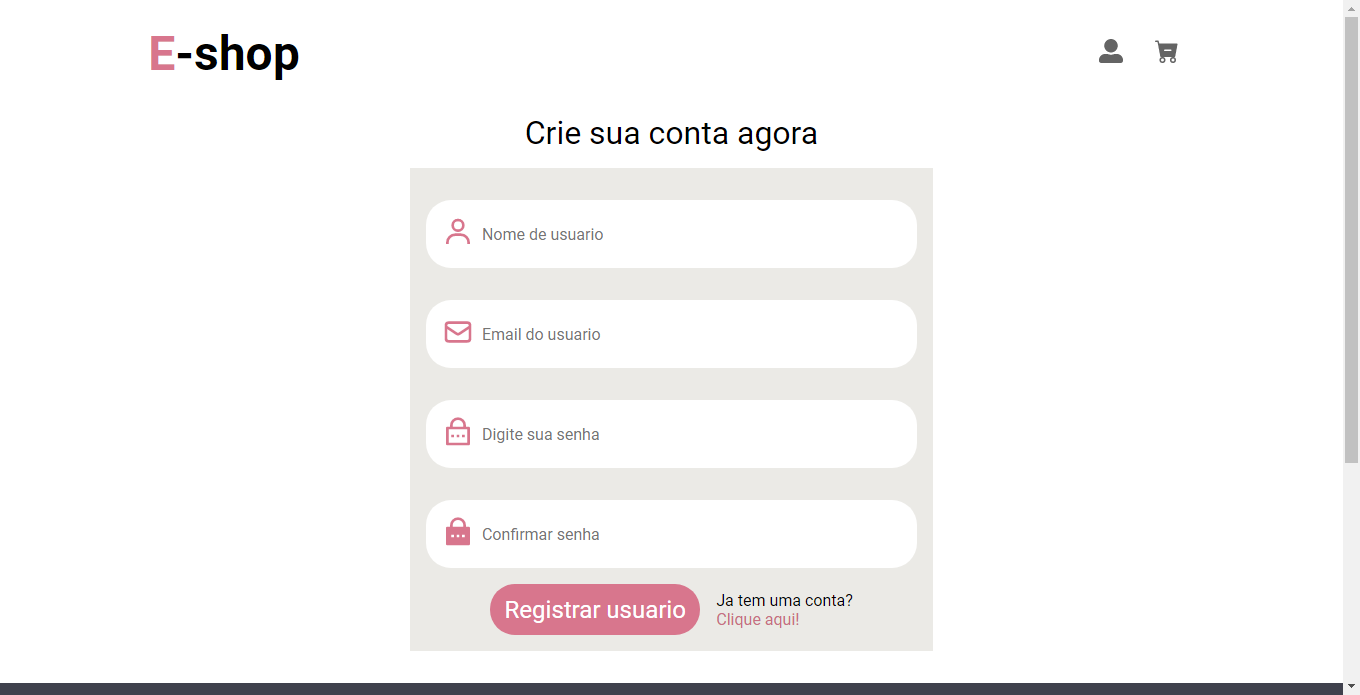 E-shop
Crie sua conta agora
Nome de usuario
Email do usuario
Digite sua senha
Confirmar senha
Registrar usuario
Ja tem uma conta?
Clique aqui!